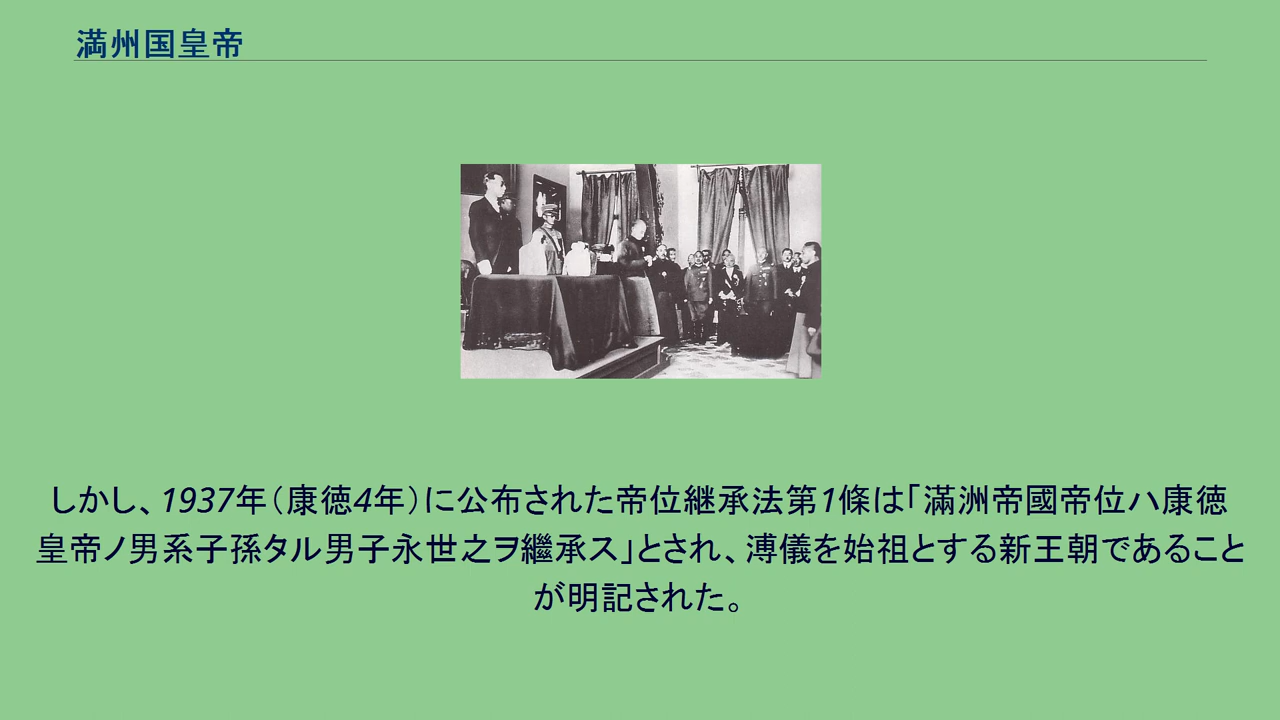 満州国皇帝
しかし、1937年（康徳4年）に公布された帝位継承法第1條は「滿洲帝國帝位ハ康徳
皇帝ノ男系子孫タル男子永世之ヲ繼承ス」とされ、溥儀を始祖とする新王朝であること
が明記された。